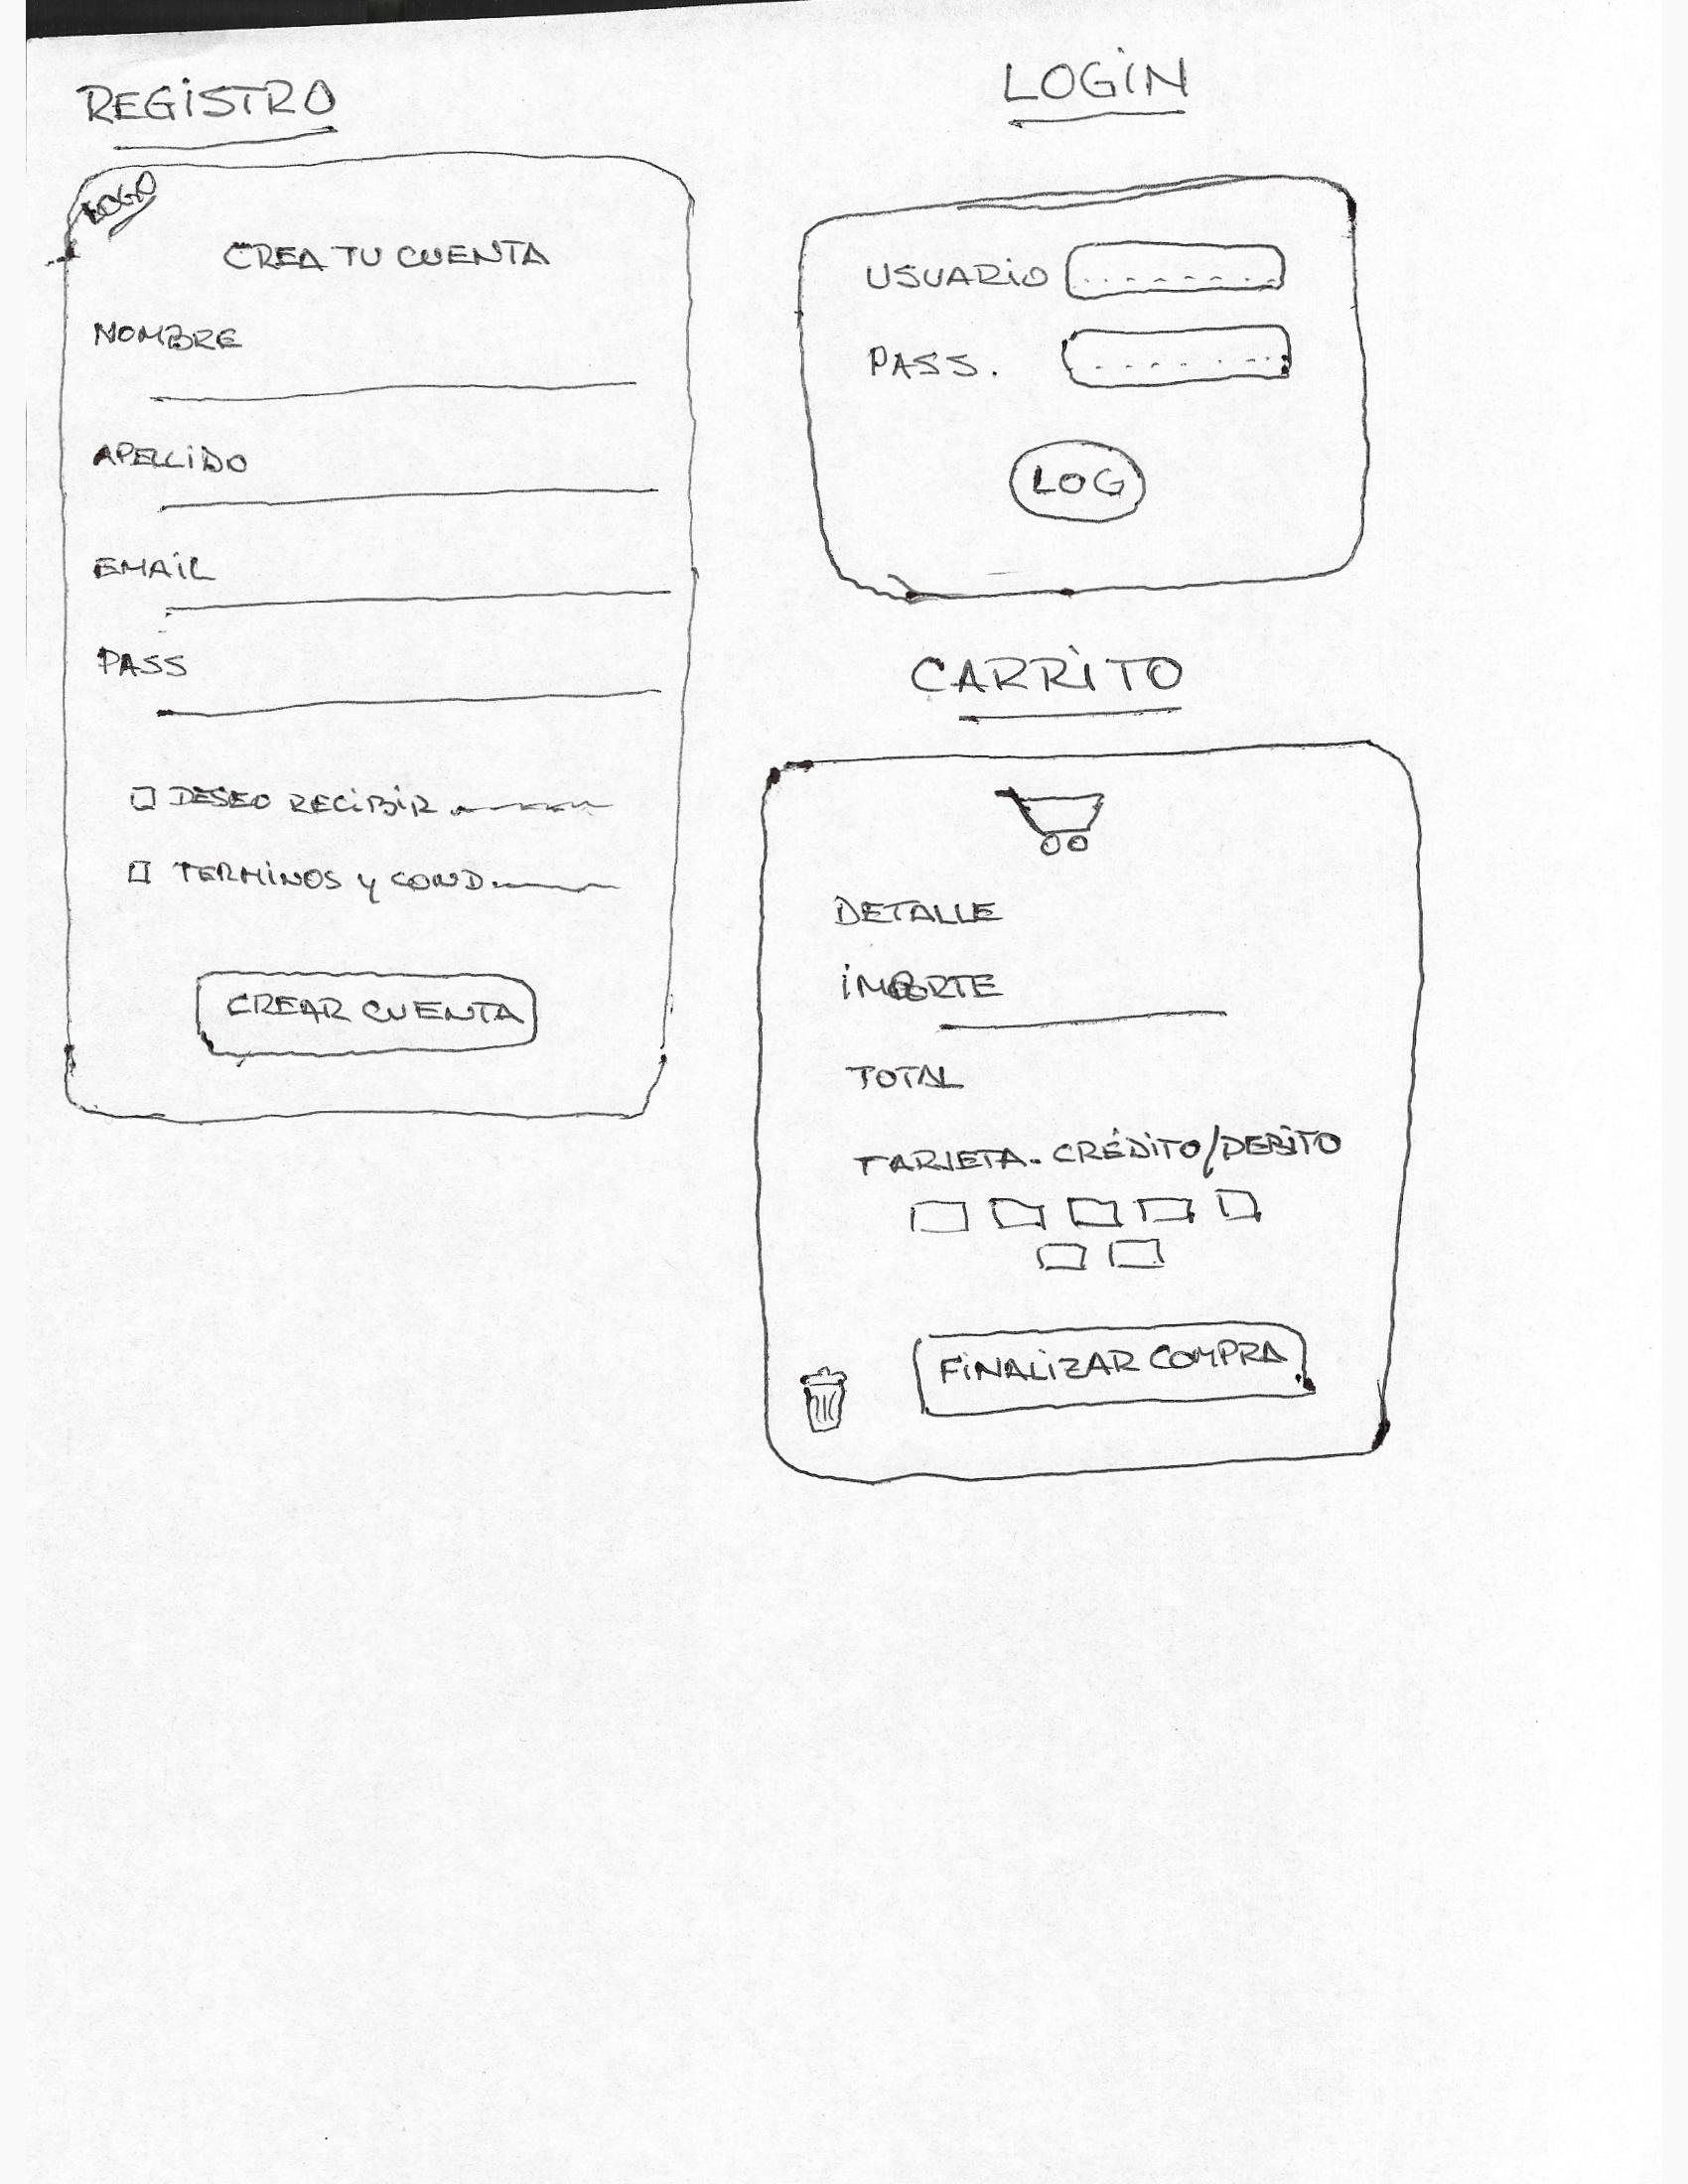 REGISTRO
LOGO
CREA TU CUENTA
NOMBRE
APELLIDO
EMAIL
PASS
DESEO RECIBIR
TERMINOS y COND.
CREAR CUENTA
LOGIN
USUARIO
PASS.
LOG
CARRITO
DETALLE
IMPORTE
TOTAL
TARJETA. CRÉDITO/DEBITO
FINALIZAR COMPRA